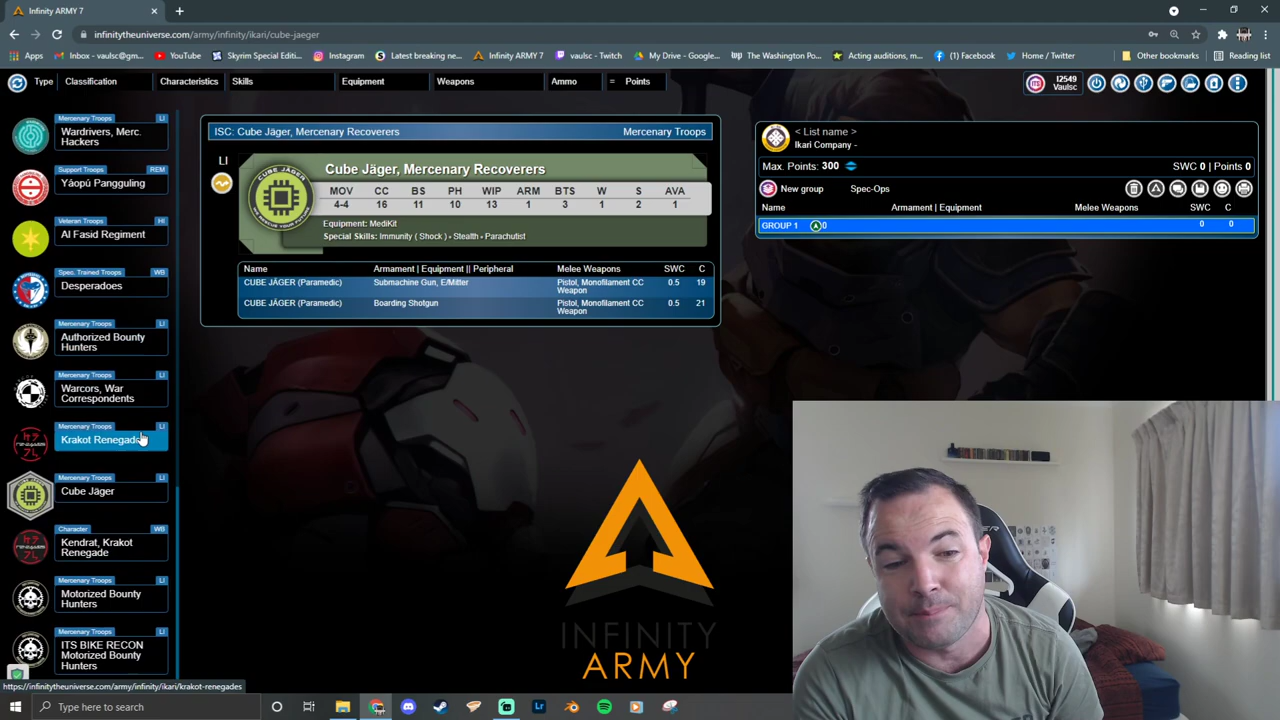 Infinity ARMY 7
infinitytheuniverse.com/army/infinity/ikari/cube-jaeger
Apps
Inbox - vaulsc@gm...
YouTube
Skyrim Special Editi...
Instagram
Latest breaking ne...
Infinity ARMY 7
vaulsc - Twitch
My Drive - Google...
The Washington Po...
Acting auditions, m...
(1) Facebook
Home / Twitter
Other bookmarks
Reading list
Type
Classification
Characteristics
Skills
Equipment
Weapons
Ammo
=
Points
I2549
Vaulsc
Mercenary Troops LI
Wardrivers, Merc.
Hackers
Support Troops REM
Yáopú Pangguling
Veteran Troops HI
Al Fasid Regiment
Spec. Trained Troops WB
Desperadoes
Mercenary Troops LI
Authorized Bounty
Hunters
Mercenary Troops LI
Warcors, War
Correspondents
Mercenary Troops LI
Krakot Renegades
Mercenary Troops LI
Cube Jäger
Character WB
Kendrat, Krakot
Renegade
Mercenary Troops LI
Motorized Bounty
Hunters
Mercenary Troops LI
ITS BIKE RECON
Motorized Bounty
Hunters
ISC: Cube Jäger, Mercenary Recoverers Mercenary Troops
LI
CUBE JÄGER
Cube Jäger, Mercenary Recoverers
MOV CC BS PH WIP ARM BTS W S AVA
4-4 16 11 10 13 1 3 1 2 1
Equipment: MediKit
Special Skills: Immunity ( Shock ) • Stealth • Parachutist
Name Armament | Equipment || Peripheral Melee Weapons SWC C
CUBE JÄGER (Paramedic) Submachine Gun, E/Mitter Pistol, Monofilament CC Weapon 0.5 19
CUBE JÄGER (Paramedic) Boarding Shotgun Pistol, Monofilament CC Weapon 0.5 21
< List name >
Ikari Company -
Max. Points: 300 SWC 0 | Points 0
New group Spec-Ops
Name Armament | Equipment Melee Weapons SWC C
GROUP 1 0 0 0
INFINITY
ARMY
https://infinitytheuniverse.com/army/infinity/ikari/krakot-renegades
Type here to search